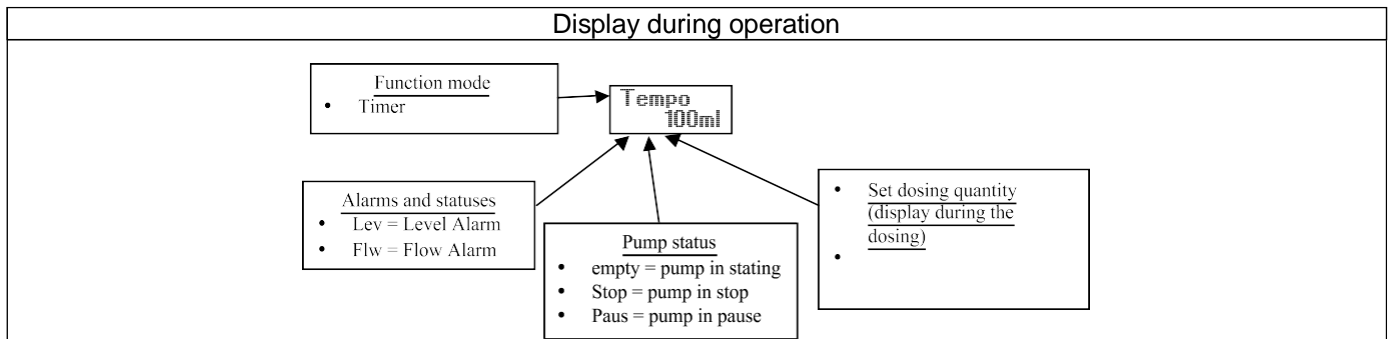 Display during operation
Function mode
• Timer
Tempo
100ml
Alarms and statuses
• Lev = Level Alarm
• Flw = Flow Alarm
Pump status
• empty = pump in stating
• Stop = pump in stop
• Paus = pump in pause
• Set dosing quantity
(display during the
dosing)
•